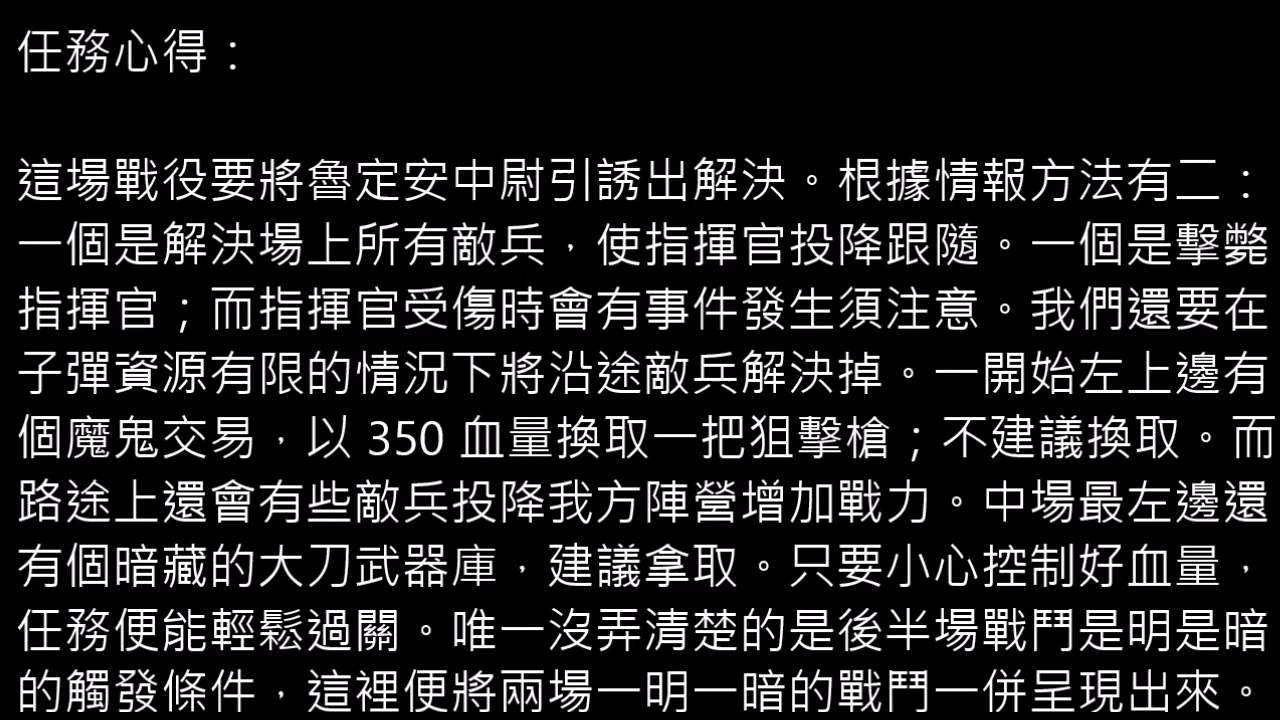 任務心得：
這場戰役要將魯定安中尉引誘出解決。根據情報方法有二：
一個是解決場上所有敵兵，使指揮官投降跟隨。一個是擊斃
指揮官；而指揮官受傷時會有事件發生須注意。我們還要在
子彈資源有限的情況下將沿途敵兵解決掉。一開始左上邊有
個魔鬼交易，以 350 血量換取一把狙擊槍；不建議換取。而
路途上還會有些敵兵投降我方陣營增加戰力。中場最左邊還
有個暗藏的大刀武器庫，建議拿取。只要小心控制好血量，
任務便能輕鬆過關。唯一沒弄清楚的是後半場戰鬥是明是暗
的觸發條件，這裡便將兩場一明一暗的戰鬥一併呈現出來。